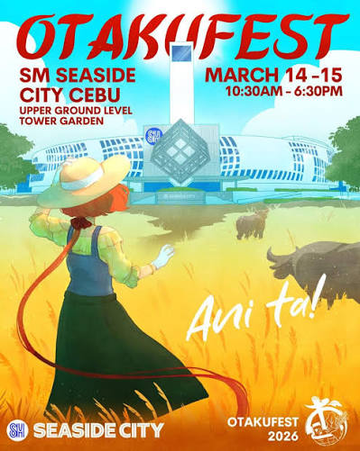 OTAKUFEST
SM SEASIDE
CITY CEBU
UPPER GROUND LEVEL
TOWER GARDEN
MARCH 14 -15
10:30AM - 6:30PM
SM
Ani ta!
SM SEASIDE CITY
OTAKUFEST
2026